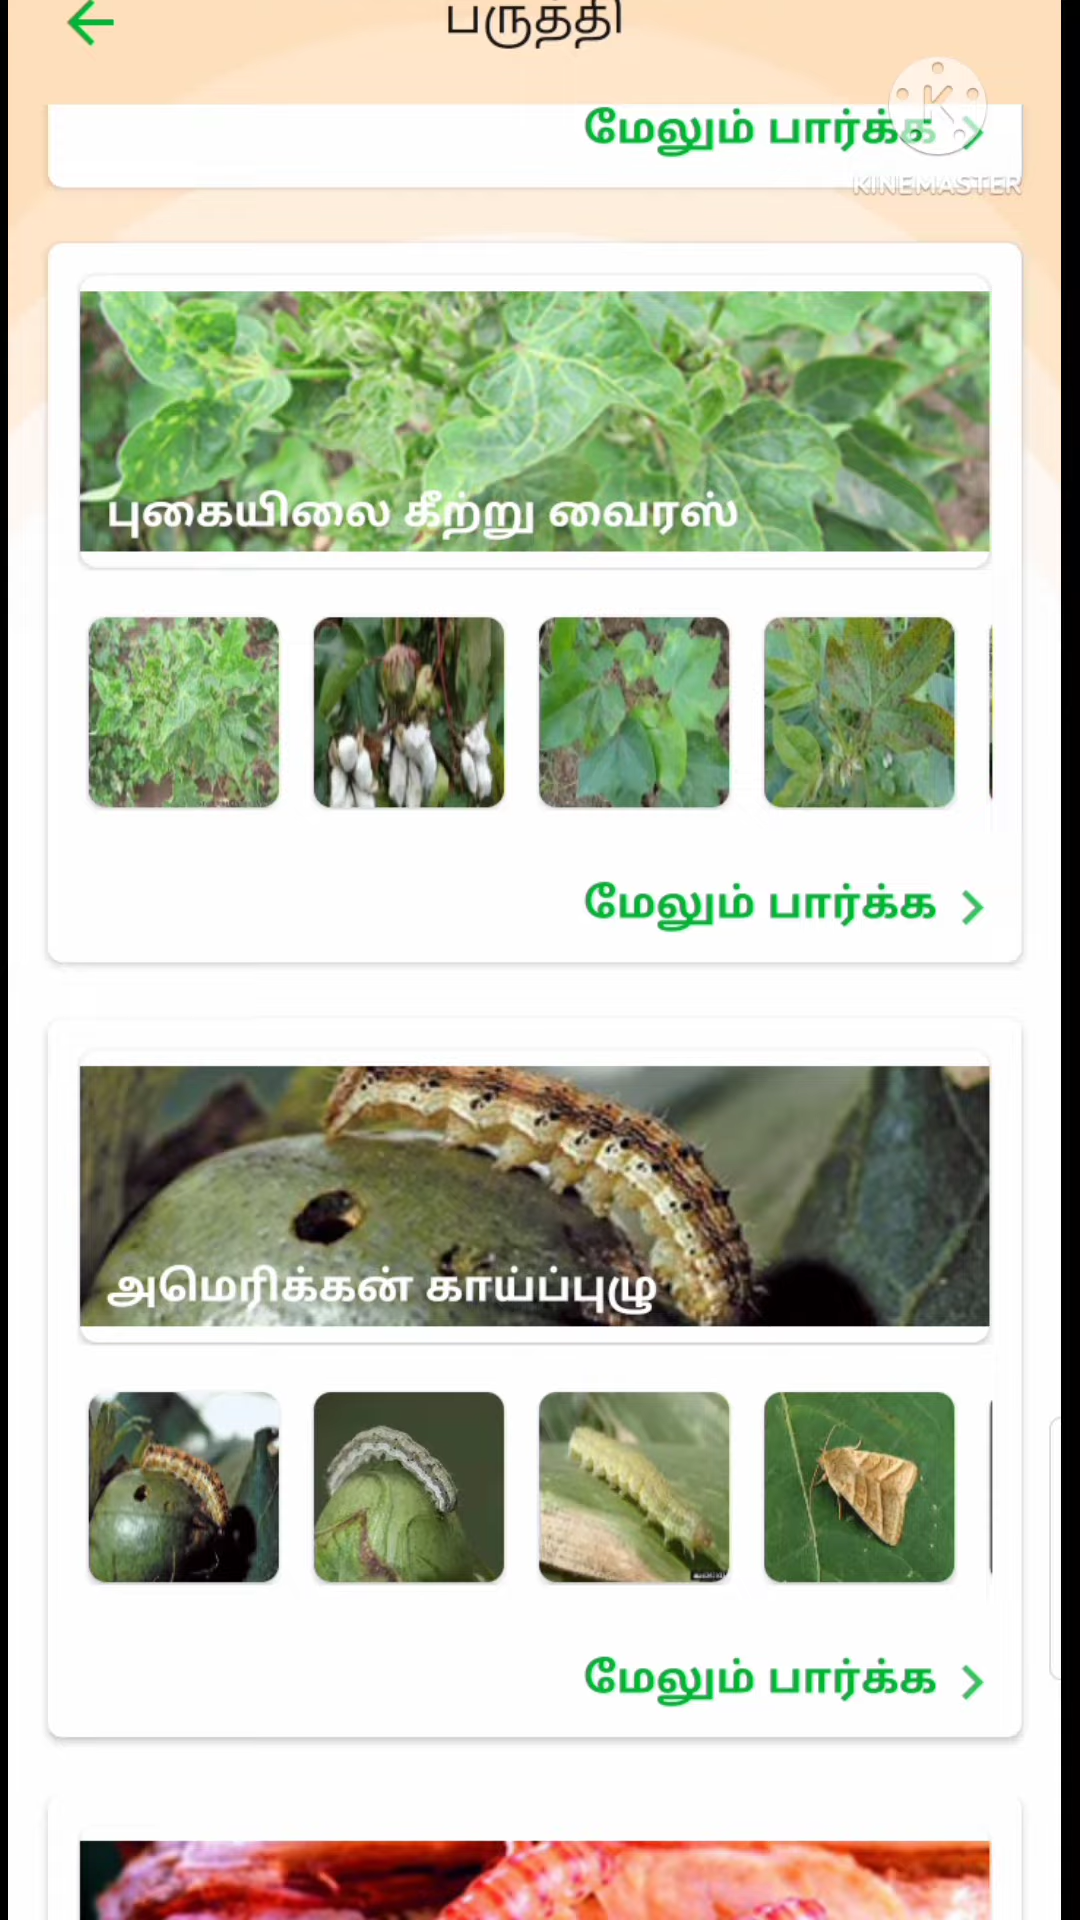 பருத்தி
மேலும் பார்க்க
K
KINEMASTER
புகையிலை கீற்று வைரஸ்
மேலும் பார்க்க
அமெரிக்கன் காய்ப்புழு
மேலும் பார்க்க